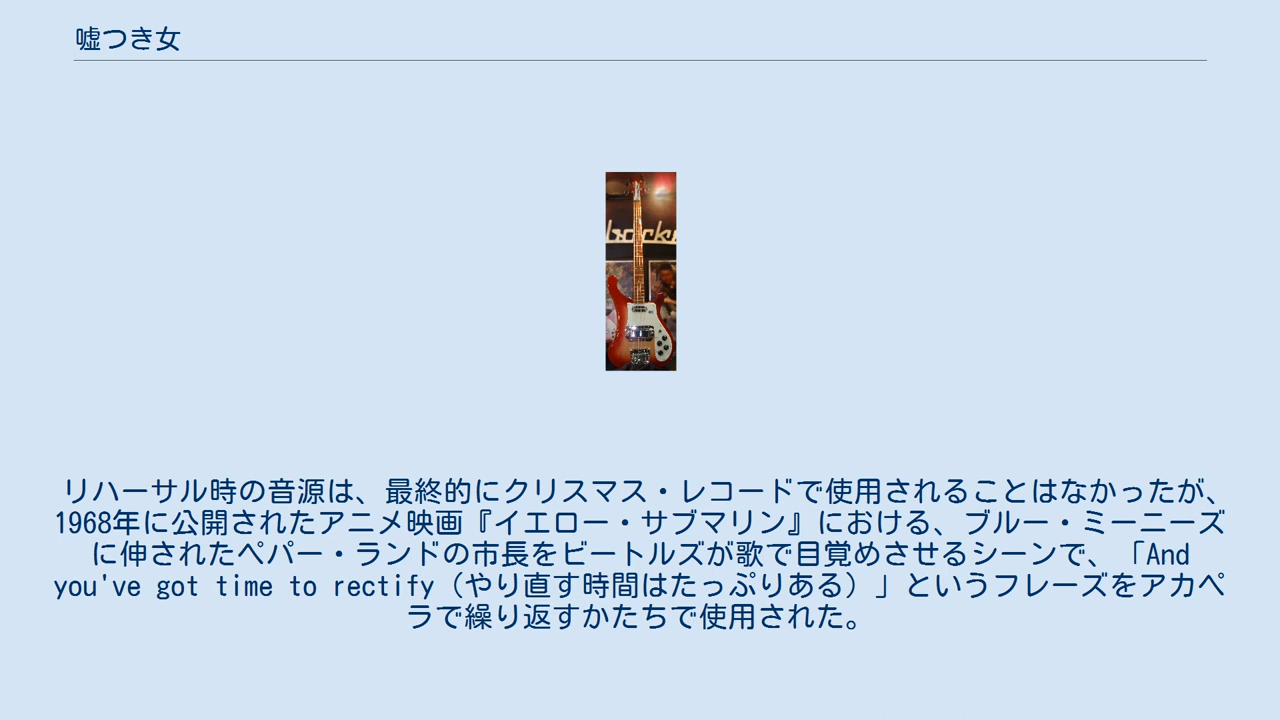 嘘つき女
リハーサル時の音源は、最終的にクリスマス・レコードで使用されることはなかったが、
1968年に公開されたアニメ映画『イエロー・サブマリン』における、ブルー・ミーニーズ
に伸されたペパー・ランドの市長をビートルズが歌で目覚めさせるシーンで、「And
you've got time to rectify（やり直す時間はたっぷりある）」というフレーズをアカペ
ラで繰り返すかたちで使用された。